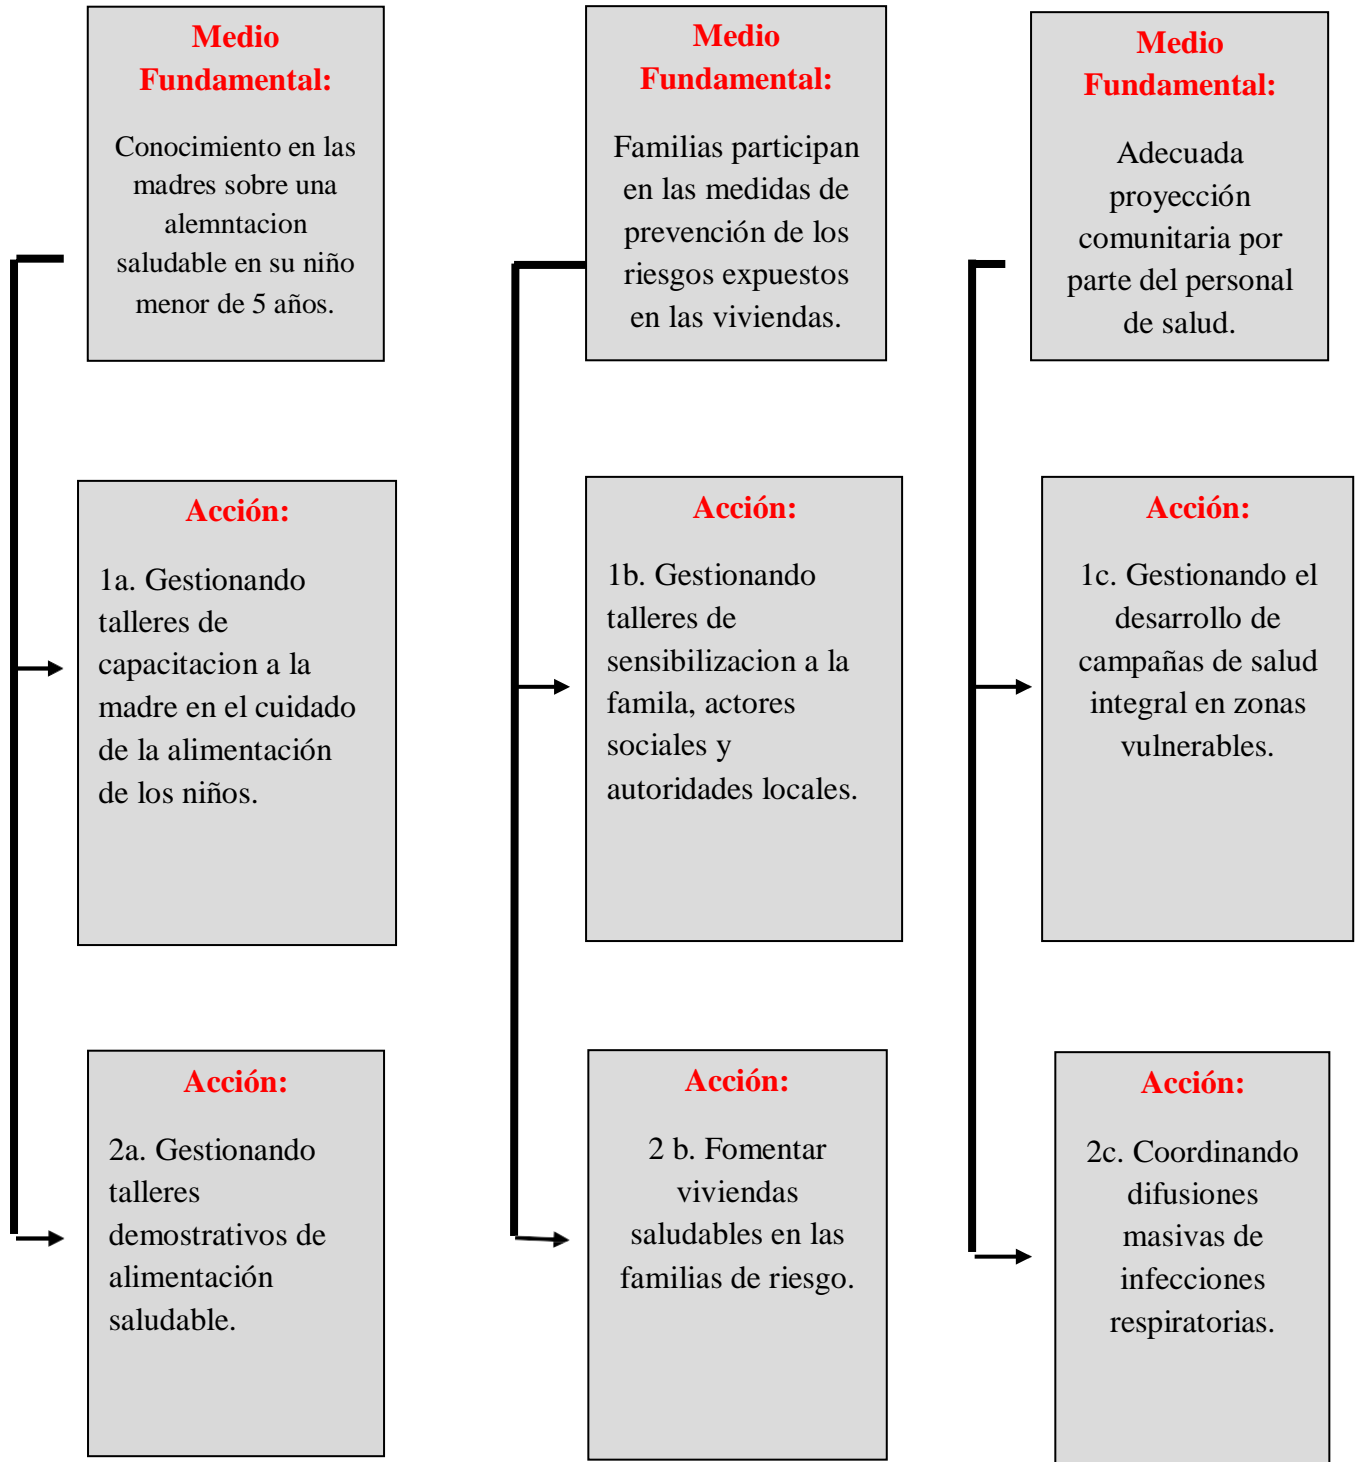 Medio
Fundamental:
Conocimiento en las
madres sobre una
alemntacion
saludable en su niño
menor de 5 años.
Medio
Fundamental:
Familias participan
en las medidas de
prevención de los
riesgos expuestos
en las viviendas.
Medio
Fundamental:
Adecuada
proyección
comunitaria por
parte del personal
de salud.
Acción:
1a. Gestionando
talleres de
capacitacion a la
madre en el cuidado
de la alimentación
de los niños.
Acción:
1b. Gestionando
talleres de
sensibilizacion a la
famila, actores
sociales y
autoridades locales.
Acción:
1c. Gestionando el
desarrollo de
campañas de salud
integral en zonas
vulnerables.
Acción:
2a. Gestionando
talleres
demostrativos de
alimentación
saludable.
Acción:
2 b. Fomentar
viviendas
saludables en las
familias de riesgo.
Acción:
2c. Coordinando
difusiones
masivas de
infecciones
respiratorias.